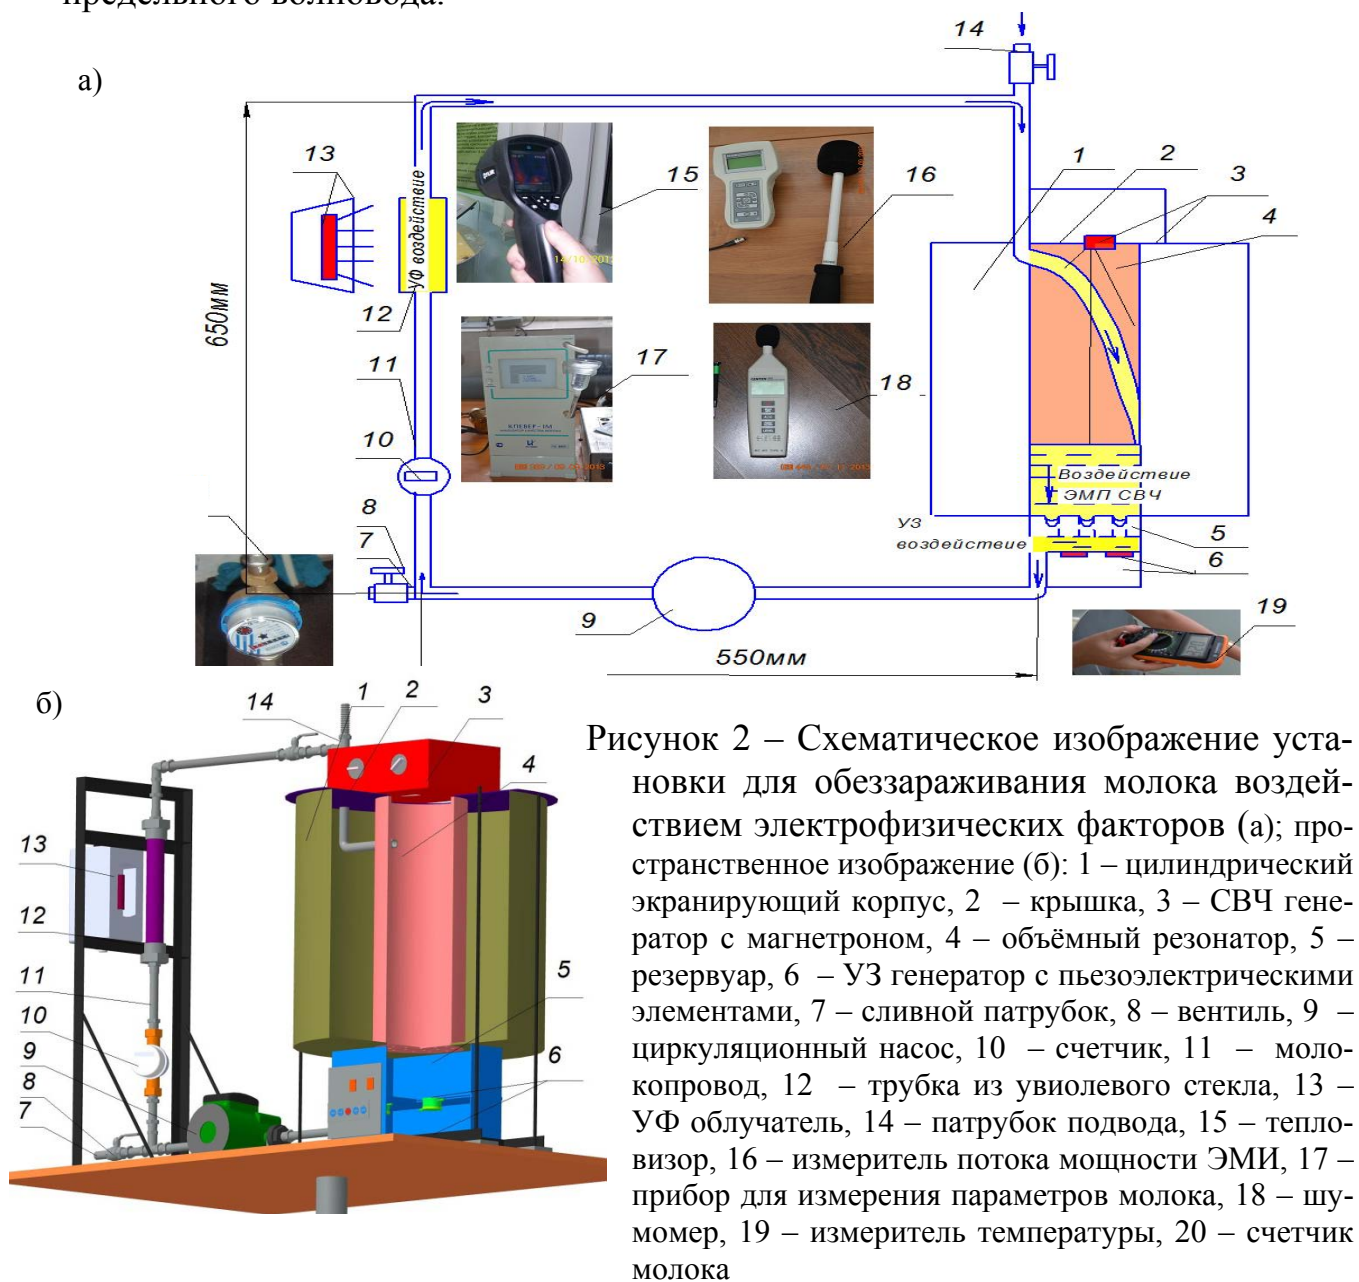 предельного волновода.
14
а)
1
2
3
4
13
15
16
УФ воздействие
650мм
12
11
17
18
10
Воздействие
ЭМП СВЧ
8
7
УЗ
воздействие
5
6
9
19
550мм
КЛЕВЕР-1М
б)
14
1
2
3
4
13
12
11
10
9
8
7
5
6
Рисунок 2 – Схематическое изображение уста-
новки для обеззараживания молока воздей-
ствием электрофизических факторов (а); про-
странственное изображение (б): 1 – цилиндрический
экранирующий корпус, 2 – крышка, 3 – СВЧ гене-
ратор с магнетроном, 4 – объёмный резонатор, 5 –
резервуар, 6 – УЗ генератор с пьезоэлектрическими
элементами, 7 – сливной патрубок, 8 – вентиль, 9 –
циркуляционный насос, 10 – счетчик, 11 – моло-
копровод, 12 – трубка из увиолевого стекла, 13 –
УФ облучатель, 14 – патрубок подвода, 15 – тепло-
визор, 16 – измеритель потока мощности ЭМИ, 17 –
прибор для измерения параметров молока, 18 – шу-
момер, 19 – измеритель температуры, 20 – счетчик
молока